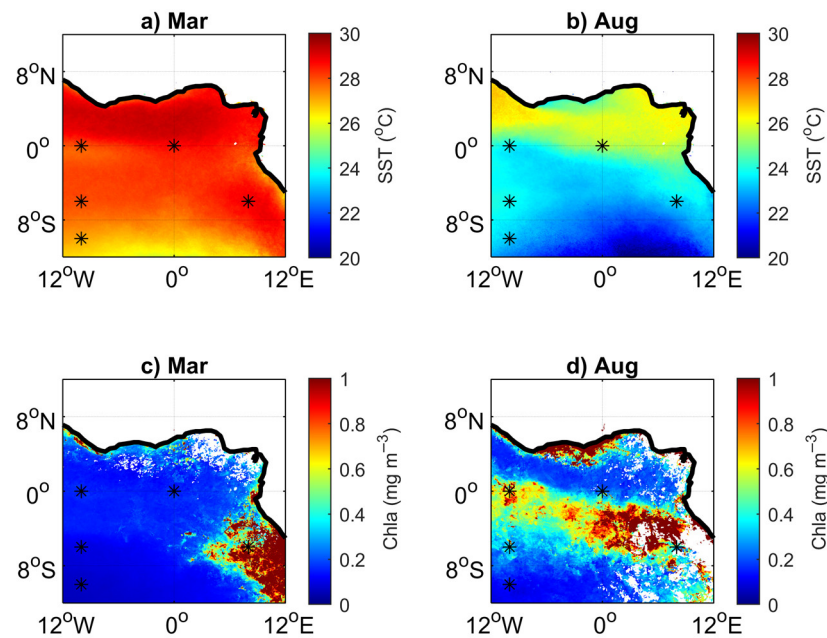 a) Mar
8°N
0°
8°S
12°W
0°
12°E
30
28
26
24
22
20
SST (°C)
b) Aug
8°N
0°
8°S
12°W
0°
12°E
30
28
26
24
22
20
SST (°C)
c) Mar
8°N
0°
8°S
12°W
0°
12°E
1
0.8
0.6
0.4
0.2
0
Chla (mg m⁻³)
d) Aug
8°N
0°
8°S
12°W
0°
12°E
1
0.8
0.6
0.4
0.2
0
Chla (mg m⁻³)